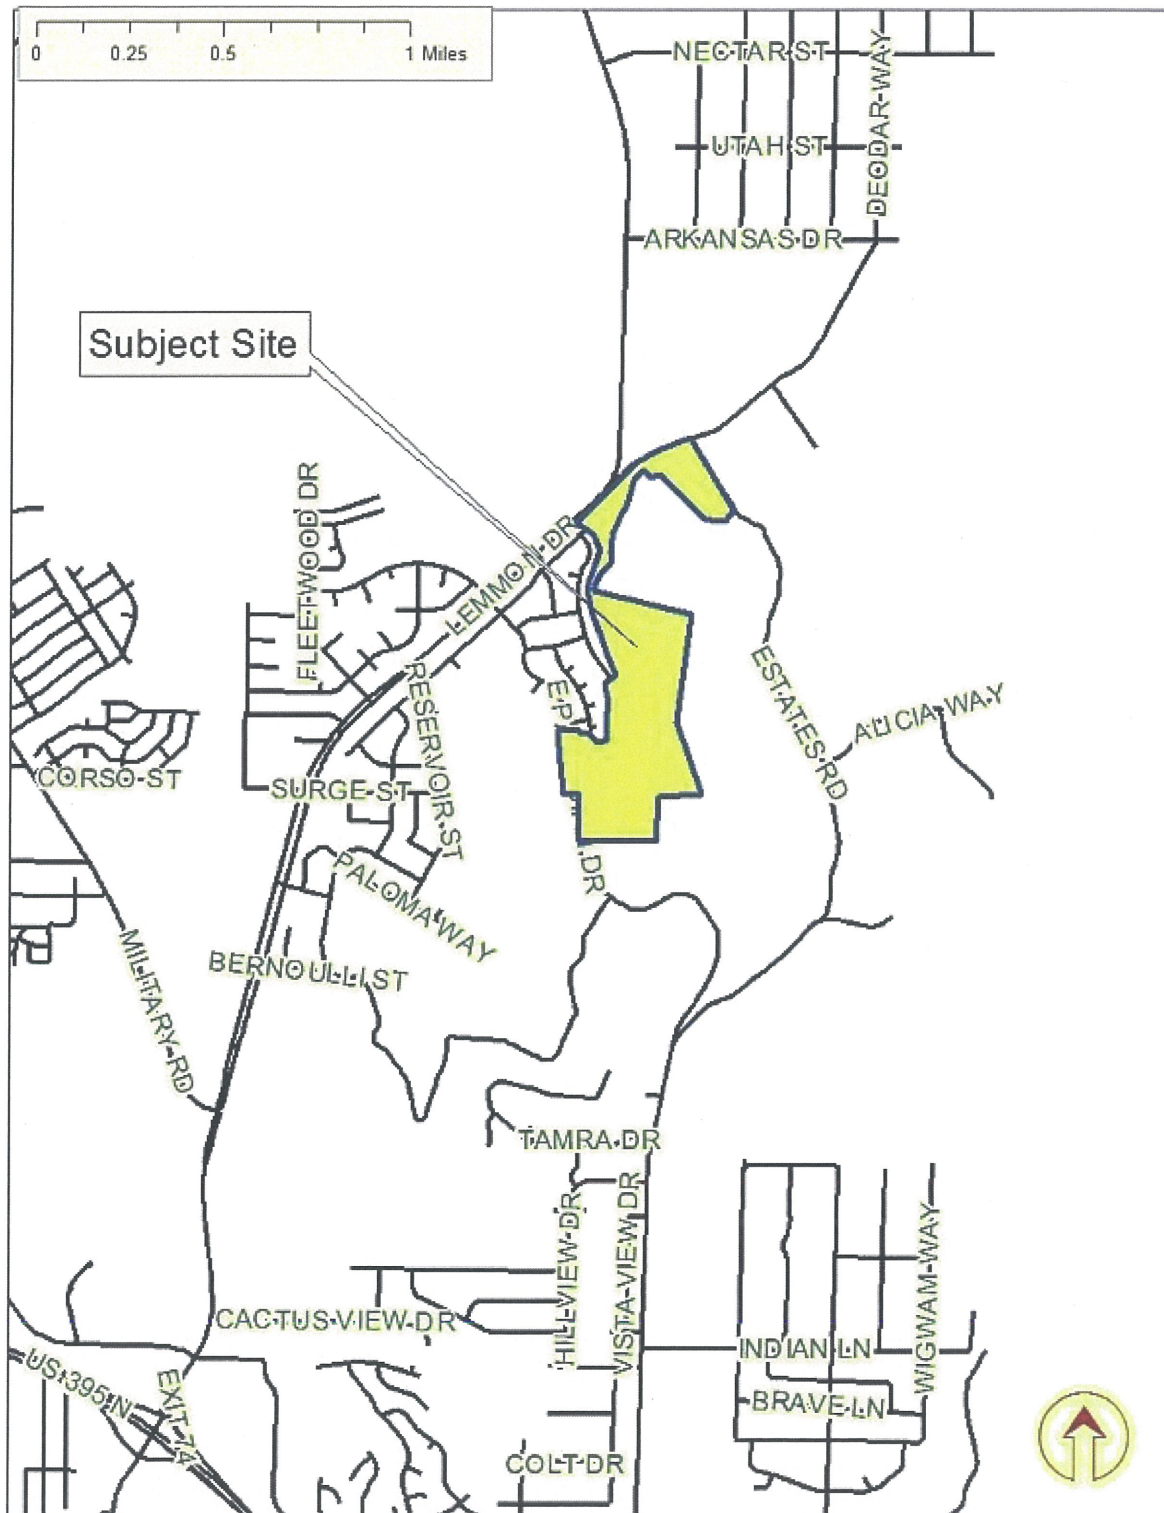 0 0.25 0.5 1 Miles
NECTAR ST
DEODAR WAY
UTAH ST
ARKANSAS DR
Subject Site
FLEETWOOD DR
LEMMON DR
RESERVOIR ST
ESTATES RD
ALICIA WAY
CORSO ST
SURGE ST
DR
PALOMA WAY
MILITARY RD
BERNOULLI ST
TAMRA DR
HILLVIEW DR
VISTA VIEW DR
WIGWAM WAY
CACTUS VIEW DR
INDIAN LN
US 395 N
EXIT 74
BRAVE LN
COLT DR